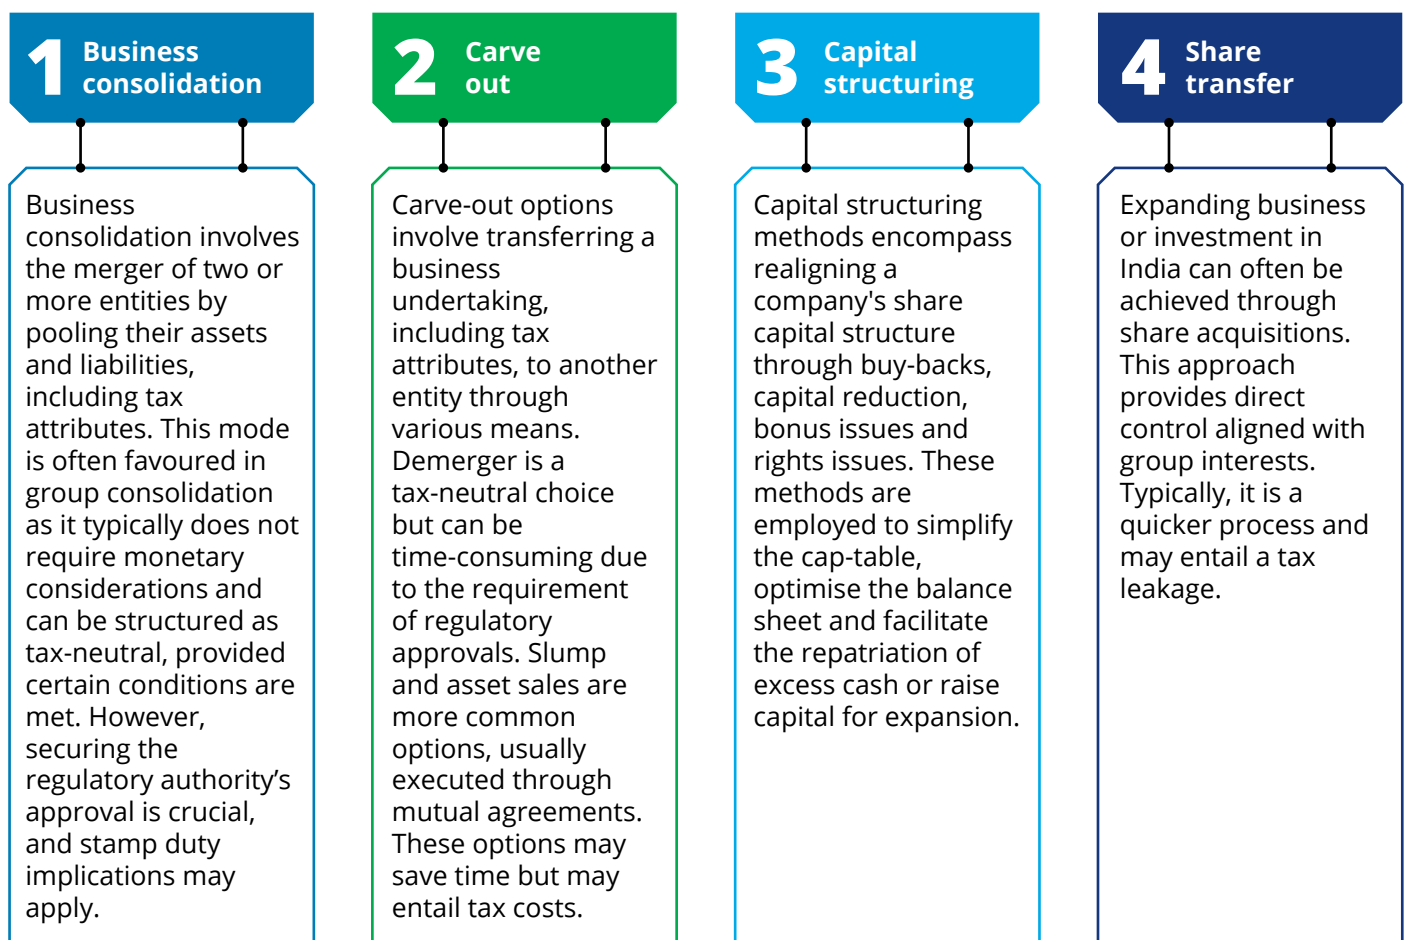 1 Business
consolidation
Business
consolidation involves
the merger of two or
more entities by
pooling their assets
and liabilities,
including tax
attributes. This mode
is often favoured in
group consolidation
as it typically does not
require monetary
considerations and
can be structured as
tax-neutral, provided
certain conditions are
met. However,
securing the
regulatory authority’s
approval is crucial,
and stamp duty
implications may
apply.
2 Carve
out
Carve-out options
involve transferring a
business
undertaking,
including tax
attributes, to another
entity through
various means.
Demerger is a
tax-neutral choice
but can be
time-consuming due
to the requirement
of regulatory
approvals. Slump
and asset sales are
more common
options, usually
executed through
mutual agreements.
These options may
save time but may
entail tax costs.
3 Capital
structuring
Capital structuring
methods encompass
realigning a
company's share
capital structure
through buy-backs,
capital reduction,
bonus issues and
rights issues. These
methods are
employed to simplify
the cap-table,
optimise the balance
sheet and facilitate
the repatriation of
excess cash or raise
capital for expansion.
4 Share
transfer
Expanding business
or investment in
India can often be
achieved through
share acquisitions.
This approach
provides direct
control aligned with
group interests.
Typically, it is a
quicker process and
may entail a tax
leakage.